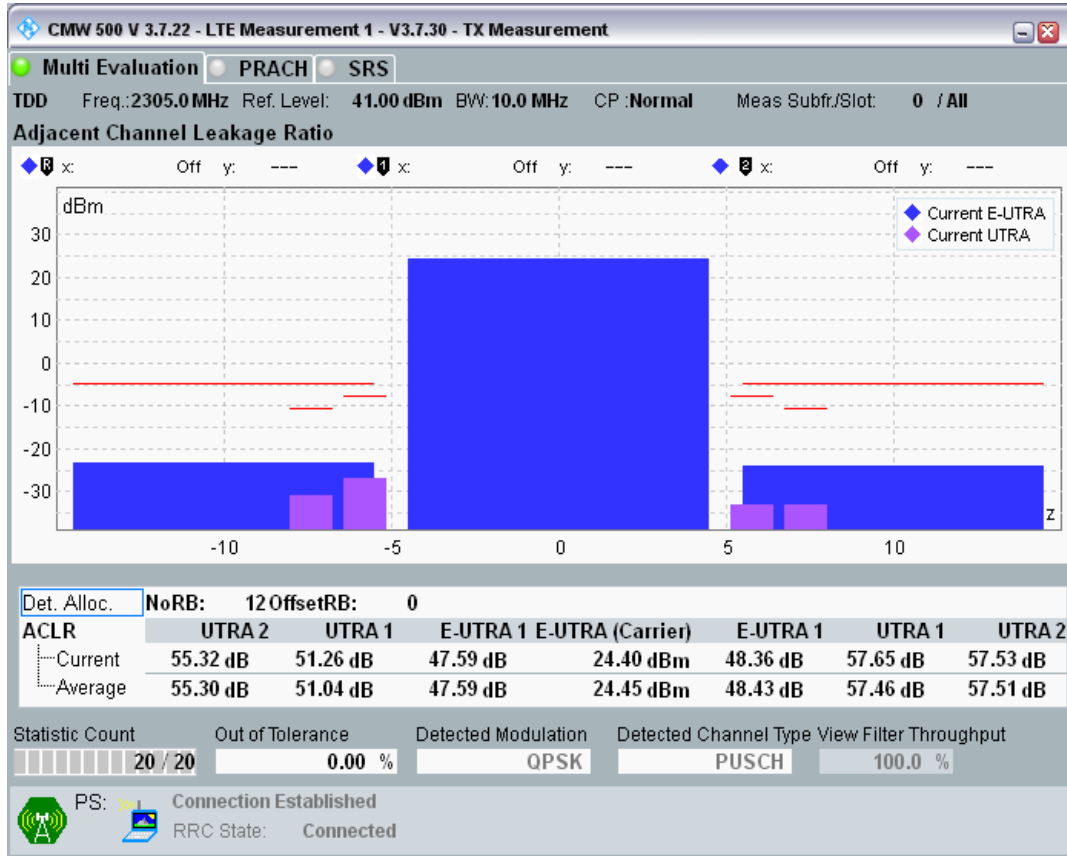 CMW 500 V 3.7.22 - LTE Measurement 1 - V3.7.30 - TX Measurement
Multi Evaluation PRACH SRS
TDD Freq.:2305.0 MHz Ref. Level: 41.00 dBm BW:10.0 MHz CP :Normal Meas Subfr./Slot: 0 / All
Adjacent Channel Leakage Ratio
R x: Off y: --- 1 x: Off y: --- 2 x: Off y: ---
dBm
Current E-UTRA
Current UTRA
30
20
10
0
-10
-20
-30
z
-10 -5 0 5 10
Det. Alloc. NoRB: 12 OffsetRB: 0
ACLR UTRA 2 UTRA 1 E-UTRA 1 E-UTRA (Carrier) E-UTRA 1 UTRA 1 UTRA 2
Current 55.32 dB 51.26 dB 47.59 dB 24.40 dBm 48.36 dB 57.65 dB 57.53 dB
Average 55.30 dB 51.04 dB 47.59 dB 24.45 dBm 48.43 dB 57.46 dB 57.51 dB
Statistic Count Out of Tolerance Detected Modulation Detected Channel Type View Filter Throughput
20 / 20 0.00 % QPSK PUSCH 100.0 %
PS: Connection Established
RRC State: Connected